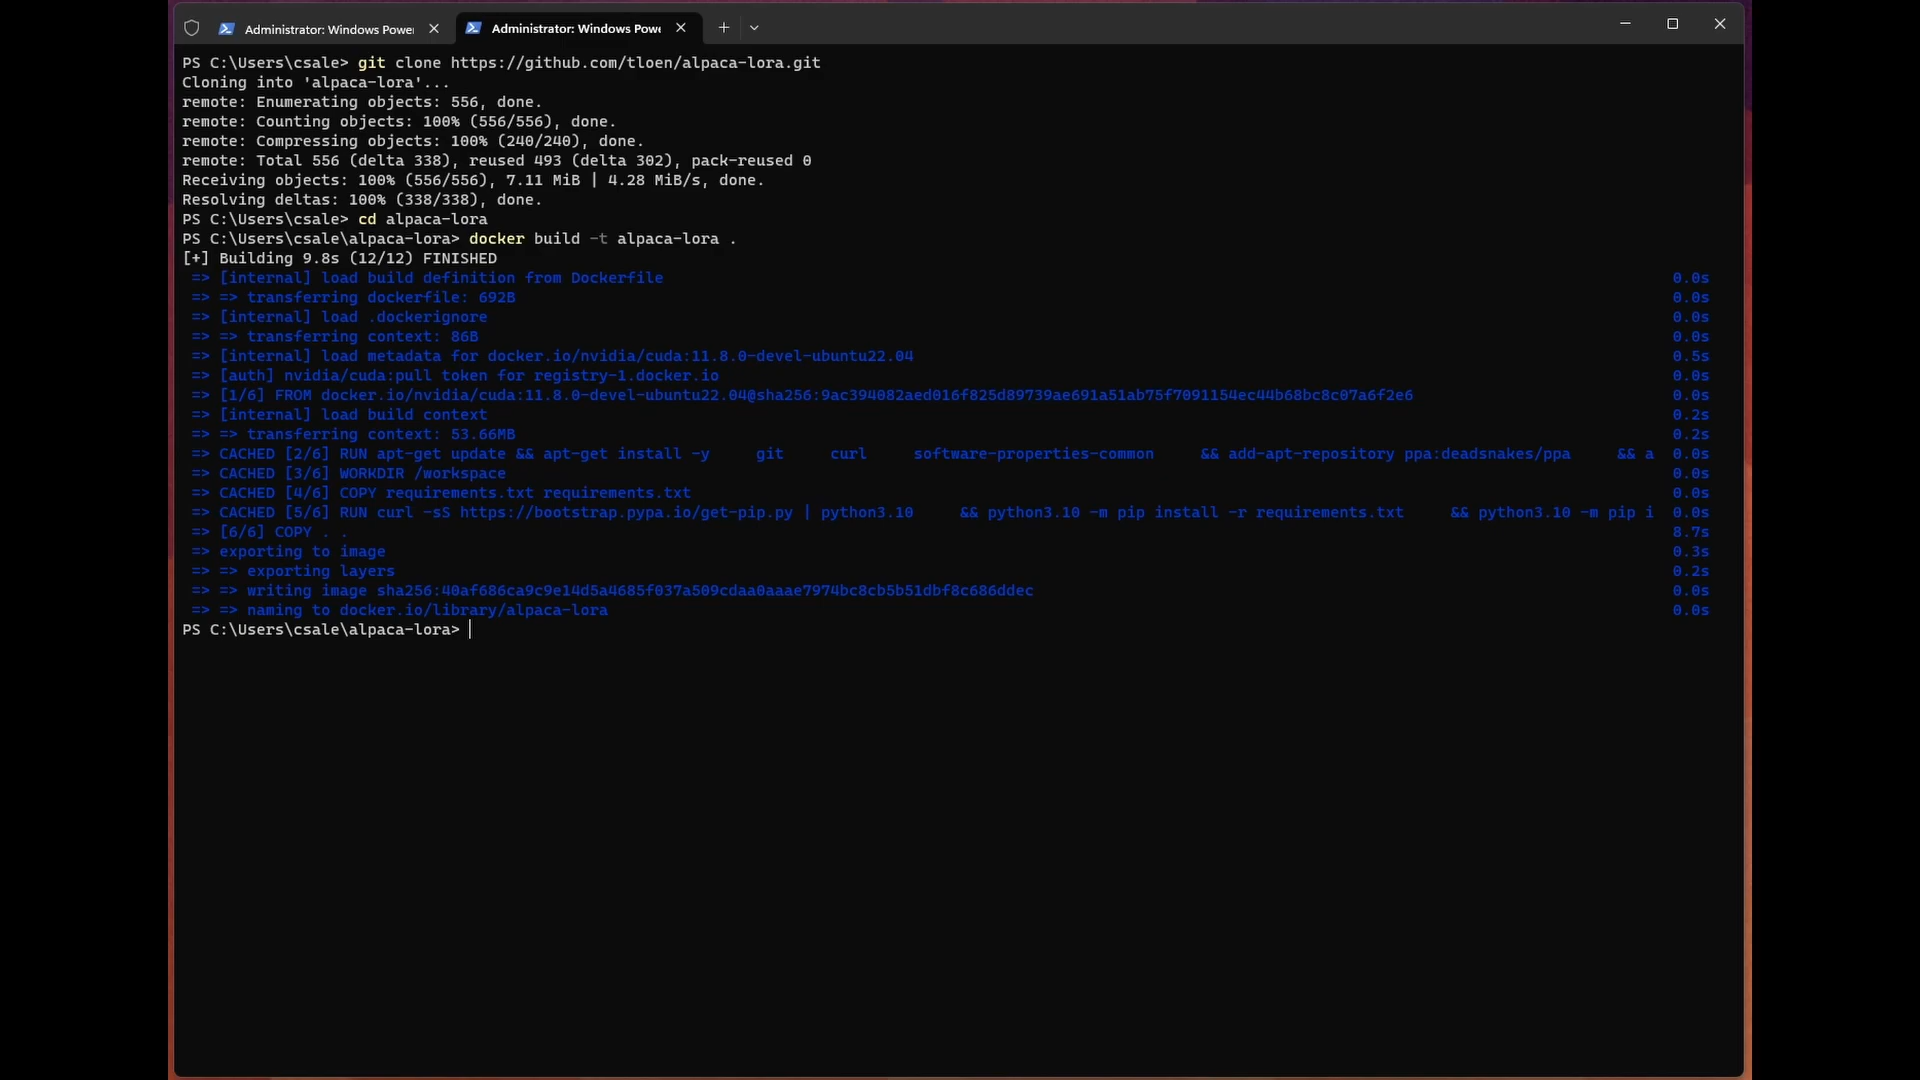 Administrator: Windows Power
Administrator: Windows Powe
PS C:\Users\csale> git clone https://github.com/tloen/alpaca-lora.git
Cloning into 'alpaca-lora'...
remote: Enumerating objects: 556, done.
remote: Counting objects: 100% (556/556), done.
remote: Compressing objects: 100% (240/240), done.
remote: Total 556 (delta 338), reused 493 (delta 302), pack-reused 0
Receiving objects: 100% (556/556), 7.11 MiB | 4.28 MiB/s, done.
Resolving deltas: 100% (338/338), done.
PS C:\Users\csale> cd alpaca-lora
PS C:\Users\csale\alpaca-lora> docker build -t alpaca-lora .
[+] Building 9.8s (12/12) FINISHED
=> [internal] load build definition from Dockerfile 0.0s
=> => transferring dockerfile: 692B 0.0s
=> [internal] load .dockerignore 0.0s
=> => transferring context: 86B 0.0s
=> [internal] load metadata for docker.io/nvidia/cuda:11.8.0-devel-ubuntu22.04 0.5s
=> [auth] nvidia/cuda:pull token for registry-1.docker.io 0.0s
=> [1/6] FROM docker.io/nvidia/cuda:11.8.0-devel-ubuntu22.04@sha256:9ac394082aed016f825d89739ae691a51ab75f7091154ec44b68bc8c07a6f2e6 0.0s
=> [internal] load build context 0.2s
=> => transferring context: 53.66MB 0.2s
=> CACHED [2/6] RUN apt-get update && apt-get install -y git curl software-properties-common && add-apt-repository ppa:deadsnakes/ppa && a 0.0s
=> CACHED [3/6] WORKDIR /workspace 0.0s
=> CACHED [4/6] COPY requirements.txt requirements.txt 0.0s
=> CACHED [5/6] RUN curl -sS https://bootstrap.pypa.io/get-pip.py | python3.10 && python3.10 -m pip install -r requirements.txt && python3.10 -m pip i 0.0s
=> [6/6] COPY . . 8.7s
=> exporting to image 0.3s
=> => exporting layers 0.2s
=> => writing image sha256:40af686ca9c9e14d5a4685f037a509cdaa0aaae7974bc8cb5b51dbf8c686ddec 0.0s
=> => naming to docker.io/library/alpaca-lora 0.0s
PS C:\Users\csale\alpaca-lora>